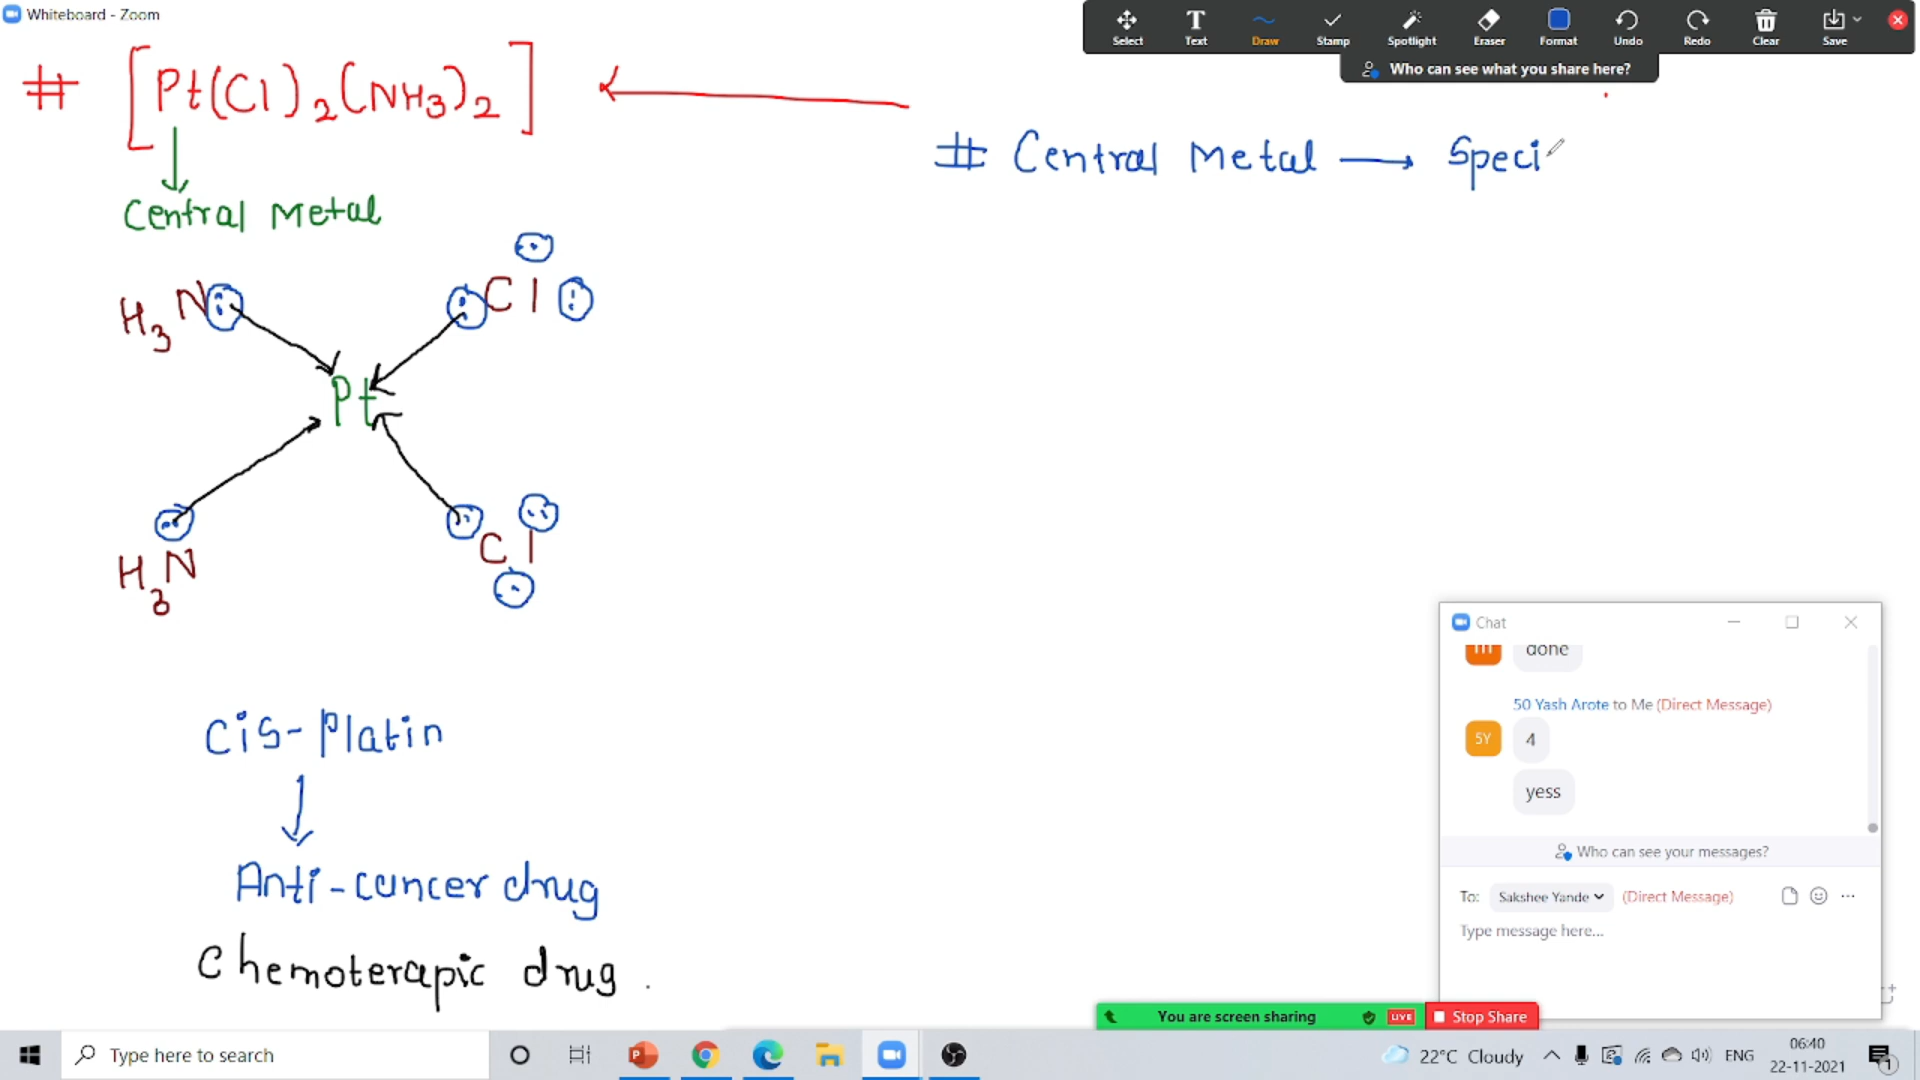 Whiteboard - Zoom
Select Text Draw Stamp Spotlight Eraser Format Undo Redo Clear Save
Who can see what you share here?
# [Pt(Cl)2(NH3)2]
Central Metal
# Central Metal → Speci
H3N Cl
Pt
H3N Cl
Cis-Platin
Anti-cancer drug
Chemoterapic drug.
Chat
done
50 Yash Arote to Me (Direct Message)
5Y
4
yess
Who can see your messages?
To: Sakshee Yande (Direct Message)
Type message here...
You are screen sharing LIVE Stop Share
Type here to search
22°C Cloudy ENG
06:40
22-11-2021
1